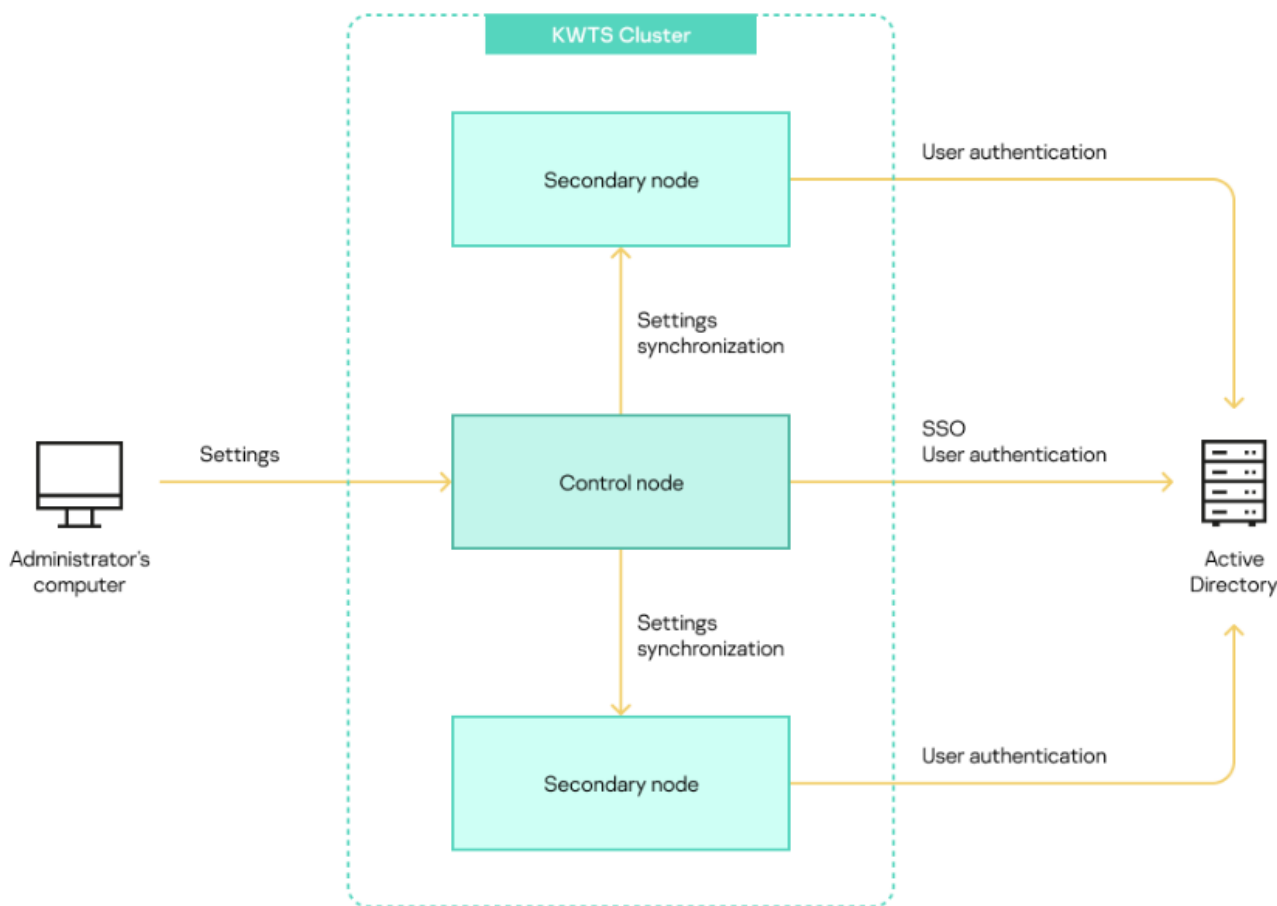 KWTS Cluster
Secondary node
User authentication
Settings
synchronization
Settings
Control node
SSO
User authentication
Administrator's
computer
Active
Directory
Settings
synchronization
Secondary node
User authentication